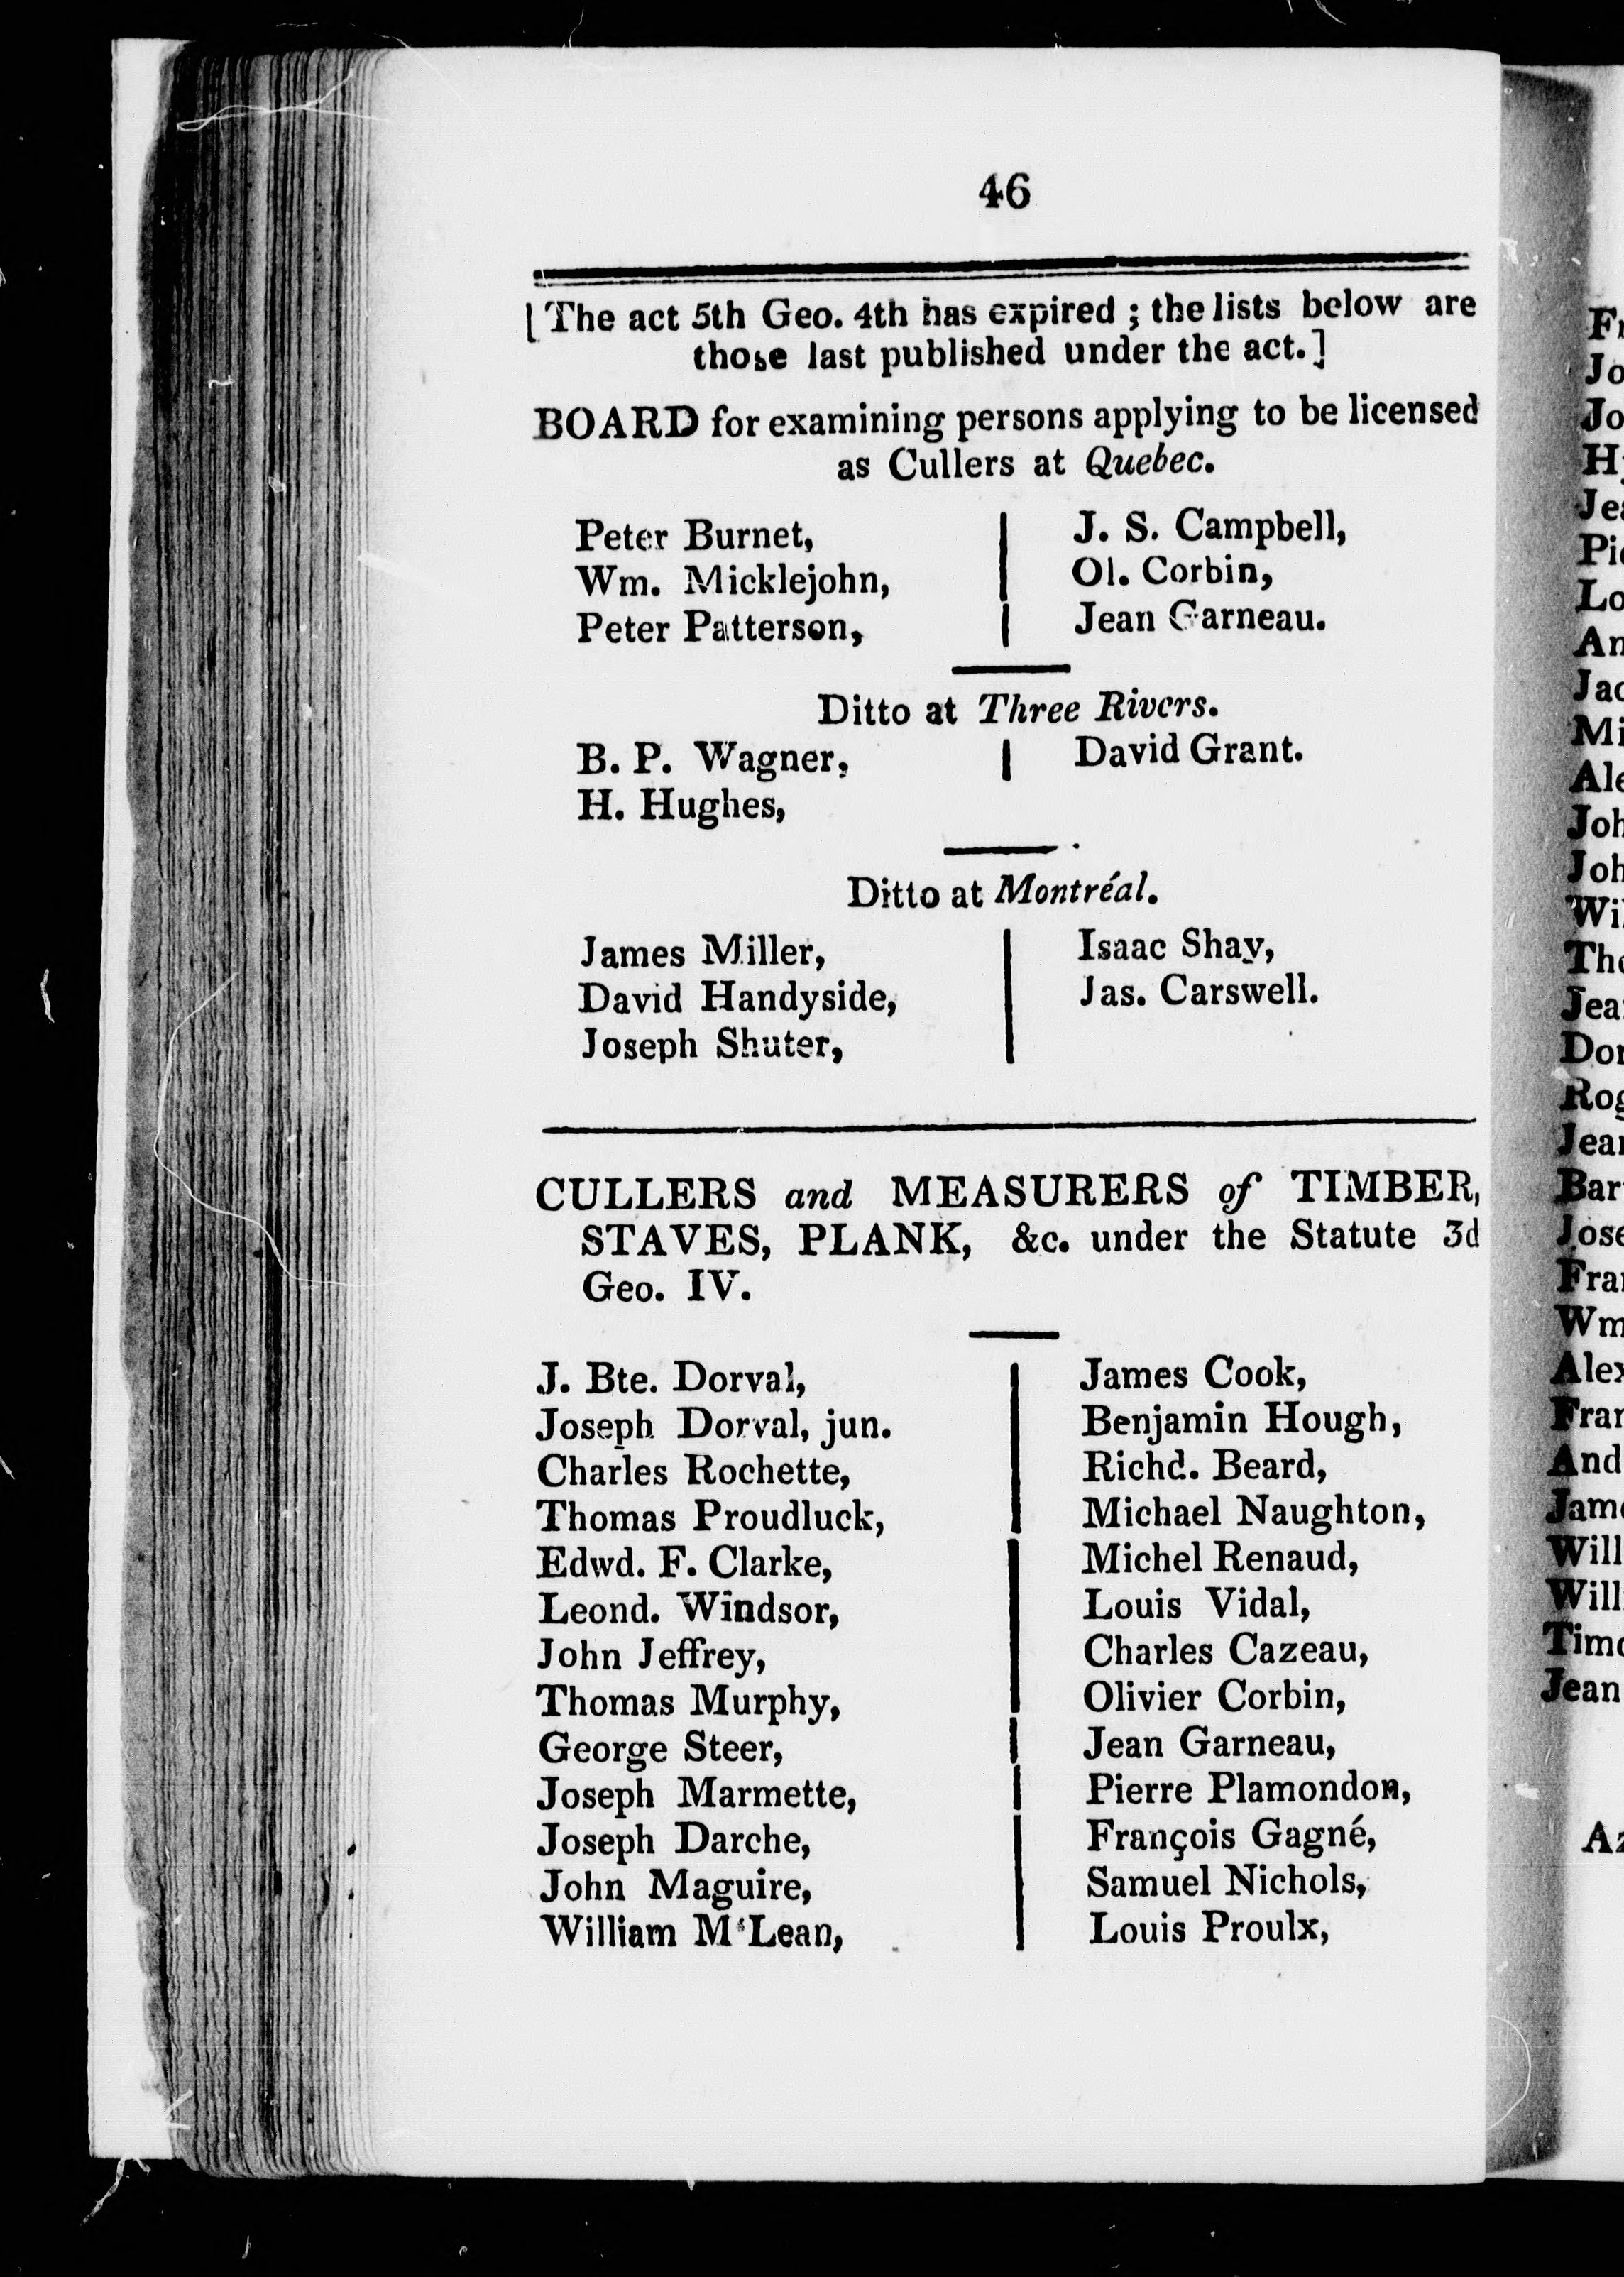 46
[The act 5th Geo. 4th has expired ; the lists below are
those last published under the act.]
BOARD for examining persons applying to be licensed
as Cullers at Quebec.
Peter Burnet,
Wm. Micklejohn,
Peter Patterson,
J. S. Campbell,
Ol. Corbin,
Jean Garneau.
Ditto at Three Rivers.
B. P. Wagner,
H. Hughes,
David Grant.
Ditto at Montréal.
James Miller,
David Handyside,
Joseph Shuter,
Isaac Shay,
Jas. Carswell.
CULLERS and MEASURERS of TIMBER,
STAVES, PLANK, &c. under the Statute 3d
Geo. IV.
J. Bte. Dorval,
Joseph Dorval, jun.
Charles Rochette,
Thomas Proudluck,
Edwd. F. Clarke,
Leond. Windsor,
John Jeffrey,
Thomas Murphy,
George Steer,
Joseph Marmette,
Joseph Darche,
John Maguire,
William M'Lean,
James Cook,
Benjamin Hough,
Richd. Beard,
Michael Naughton,
Michel Renaud,
Louis Vidal,
Charles Cazeau,
Olivier Corbin,
Jean Garneau,
Pierre Plamondon,
François Gagné,
Samuel Nichols,
Louis Proulx,